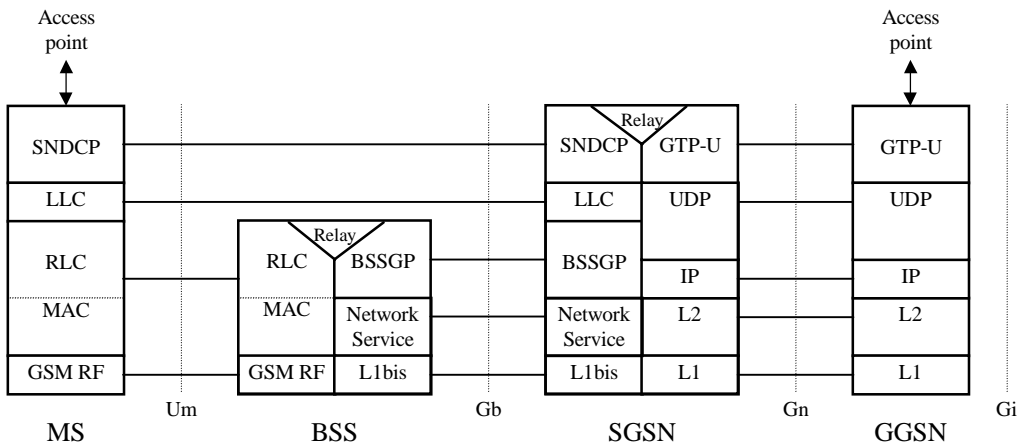 Access
point
Access
point
Relay
SNDCP
SNDCP
GTP-U
GTP-U
LLC
LLC
UDP
UDP
Relay
RLC
RLC
BSSGP
BSSGP
IP
IP
MAC
MAC
Network
Service
Network
Service
L2
L2
GSM RF
GSM RF
L1bis
L1bis
L1
L1
Um
Gb
Gn
Gi
MS
BSS
SGSN
GGSN